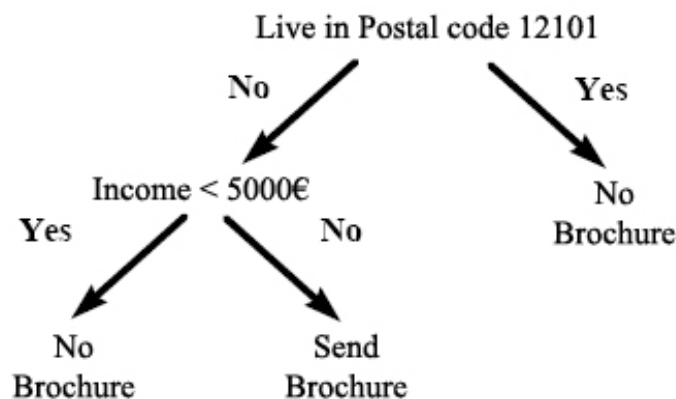 Live in Postal code 12101
No
Yes
Income < 5000€
No
Brochure
Yes
No
No
Brochure
Send
Brochure